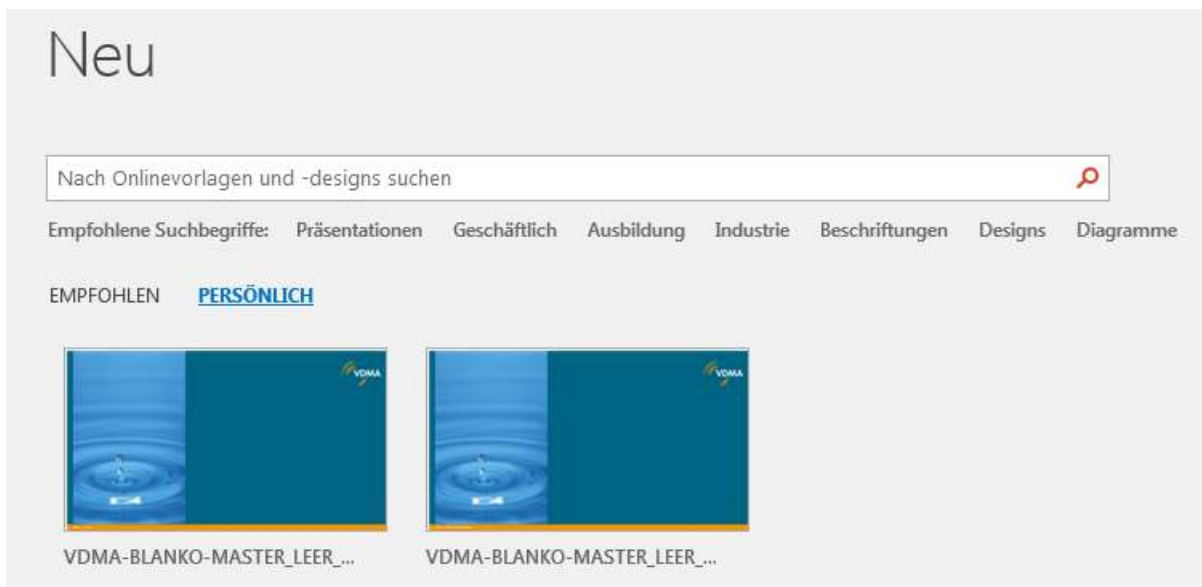 Neu
Nach Onlinevorlagen und -designs suchen
Empfohlene Suchbegriffe: Präsentationen Geschäftlich Ausbildung Industrie Beschriftungen Designs Diagramme
EMPFOHLEN PERSÖNLICH
VDMA VDMA
VDMA-BLANKO-MASTER_LEER_... VDMA-BLANKO-MASTER_LEER_...